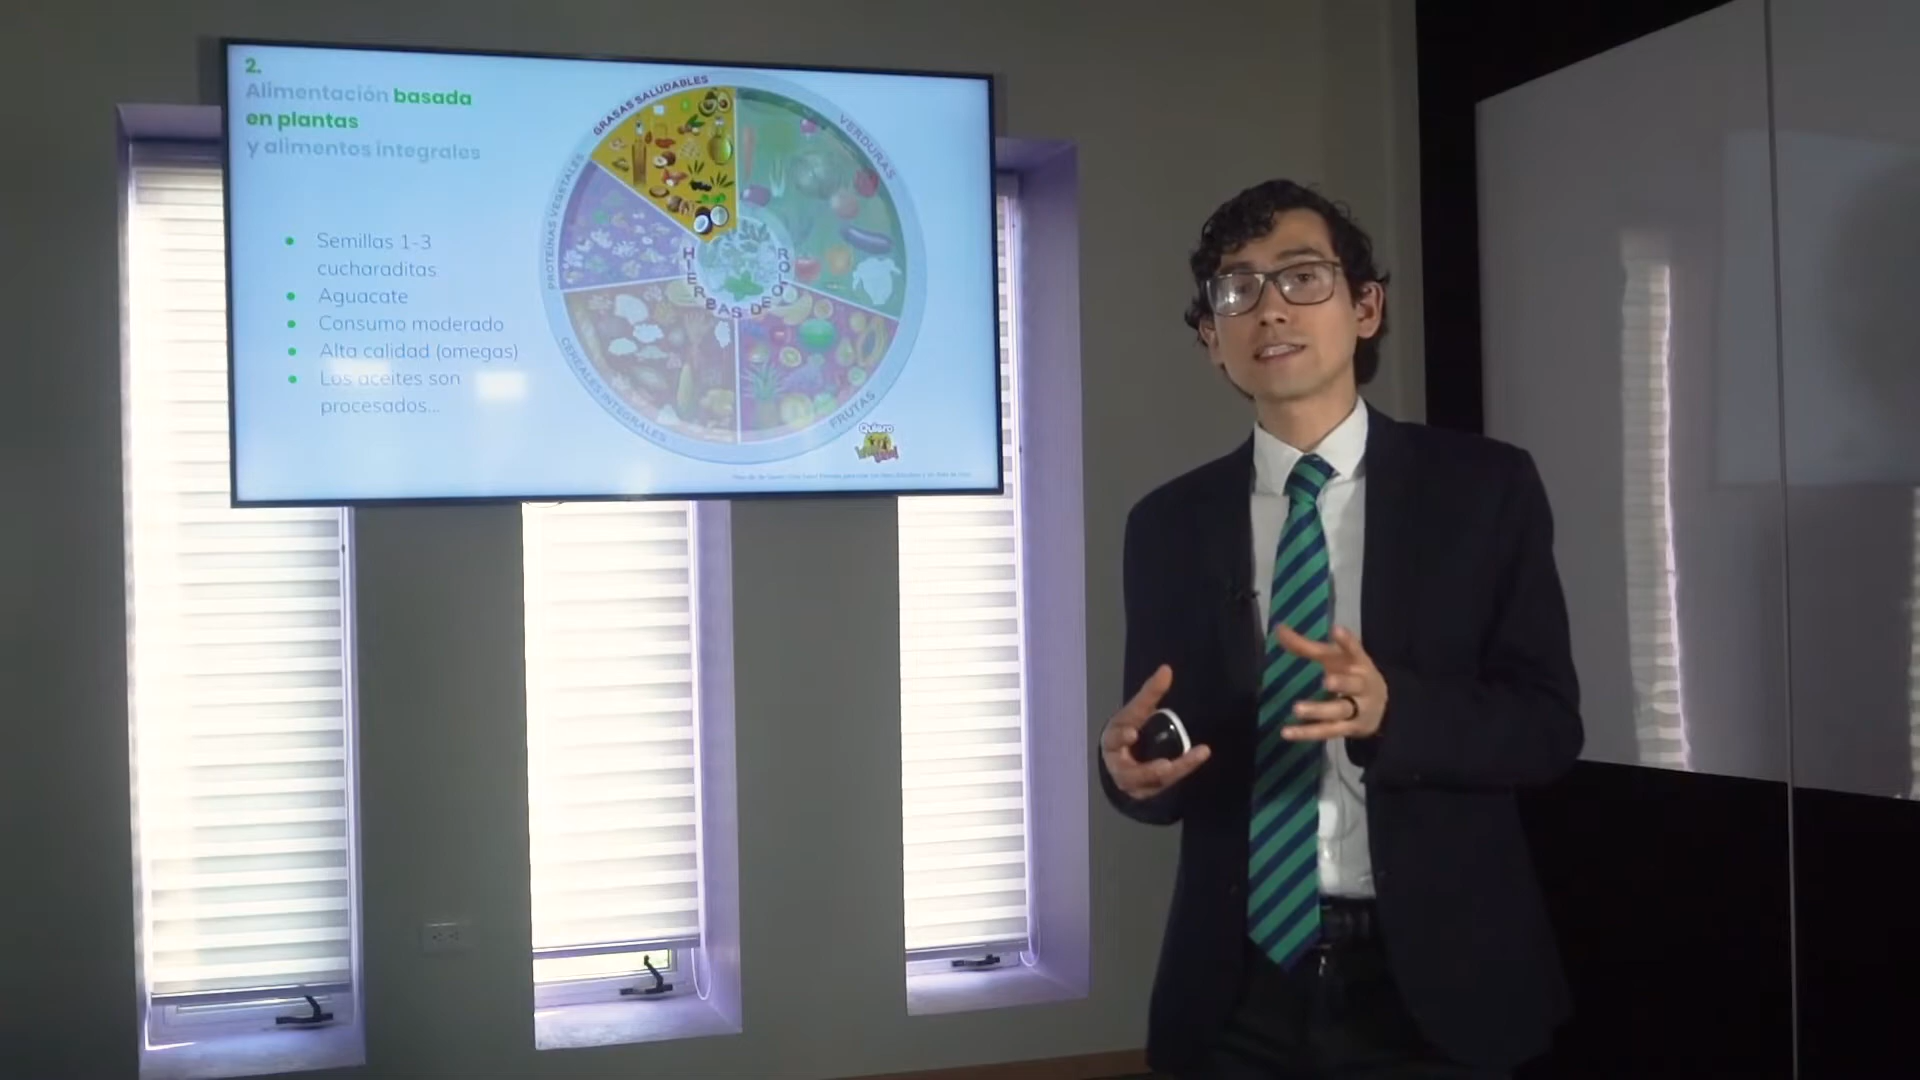 2.
Alimentación basada
en plantas
y alimentos integrales
Semillas 1-3
cucharaditas
Aguacate
Consumo moderado
Alta calidad (omegas)
Los aceites son
procesados...
GRASAS SALUDABLES
VERDURAS
PROTEÍNAS VEGETALES
HIERBAS DE OLOR
CEREALES INTEGRALES
FRUTAS
Quiero